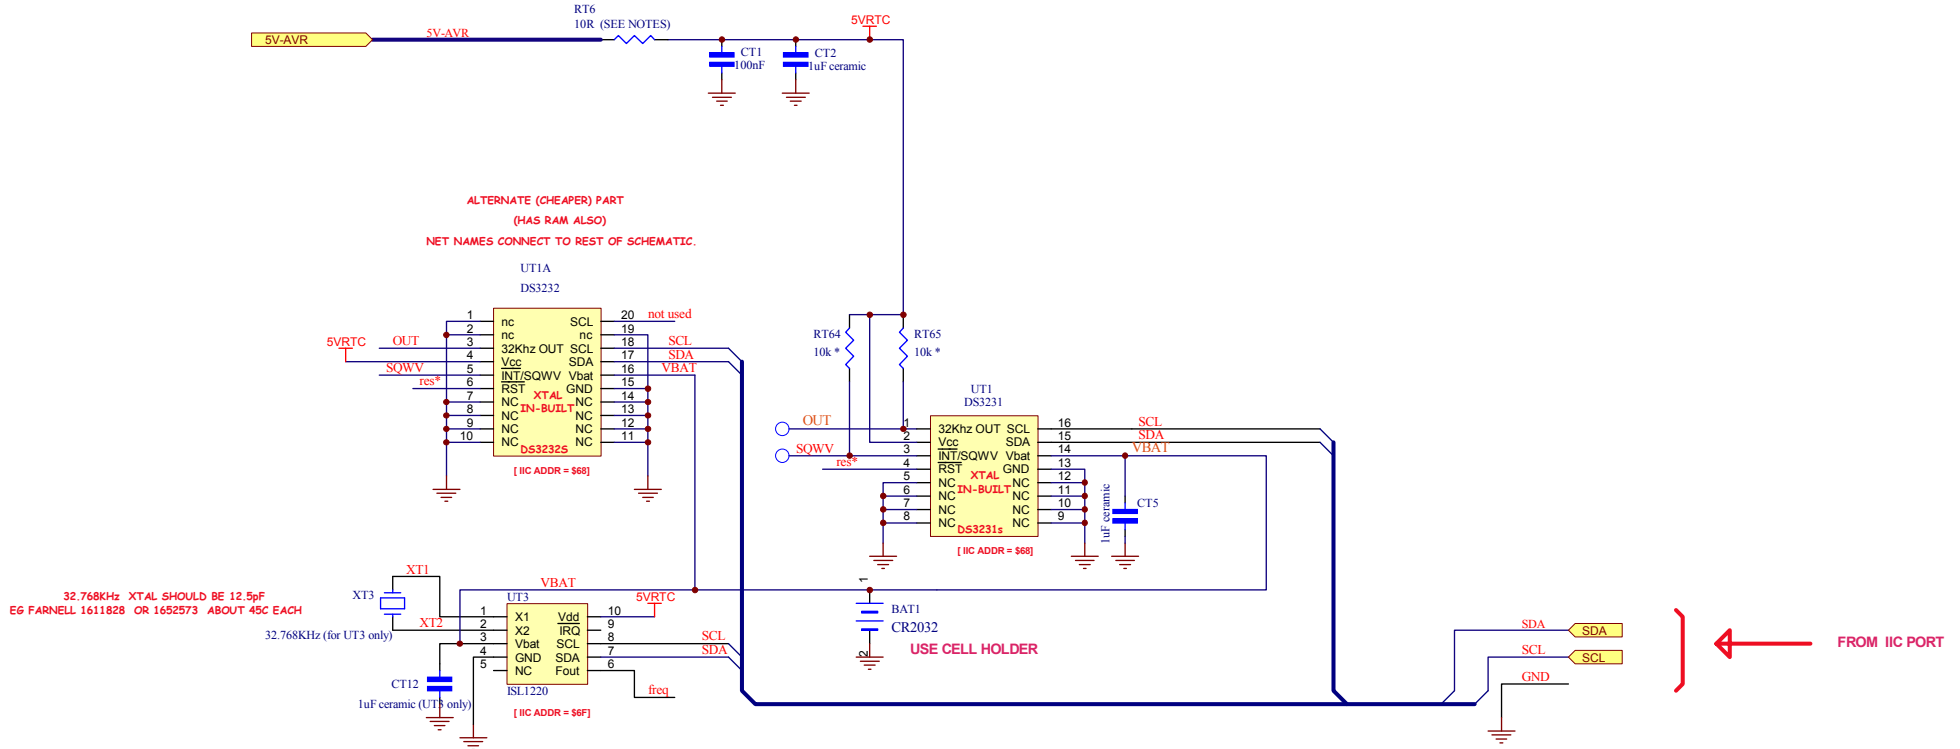 RT6
10R (SEE NOTES)
5V-AVR
5V-AVR
5VRTC
CT1
100nF
CT2
1uF ceramic
ALTERNATE (CHEAPER) PART
(HAS RAM ALSO)
NET NAMES CONNECT TO REST OF SCHEMATIC.
UT1A
DS3232
1 nc SCL 20 not used
2 nc nc 19
OUT 3 32Khz OUT SCL 18 SCL
5VRTC 4 Vcc SDA 17 SDA
SQWV 5 INT/SQWV Vbat 16 VBAT
res* 6 RST GND 15
7 NC XTAL NC 14
8 NC IN-BUILT NC 13
9 NC NC 12
10 NC NC 11
DS3232S
[ IIC ADDR = $68]
RT64
10k *
RT65
10k *
UT1
DS3231
OUT 1 32Khz OUT SCL 16 SCL
2 Vcc SDA 15 SDA
SQWV 3 INT/SQWV Vbat 14 VBAT
res* 4 RST GND 13
5 NC XTAL NC 12
6 NC IN-BUILT NC 11
7 NC NC 10
8 NC NC 9
DS3231s
[ IIC ADDR = $68]
1uF ceramic
CT5
32.768KHz XTAL SHOULD BE 12.5pF
EG FARNELL 1611828 OR 1652573 ABOUT 45C EACH
XT1
XT3
XT2
32.768KHz (for UT3 only)
VBAT
UT3
5VRTC
1 X1 Vdd 10
2 X2 IRQ 9
3 Vbat SCL 8 SCL
4 GND SDA 7 SDA
5 NC Fout 6
freq
ISL1220
[ IIC ADDR = $6F]
CT12
1uF ceramic (UT3 only)
1
BAT1
CR2032
2
USE CELL HOLDER
SDA SDA
SCL SCL
GND
FROM IIC PORT